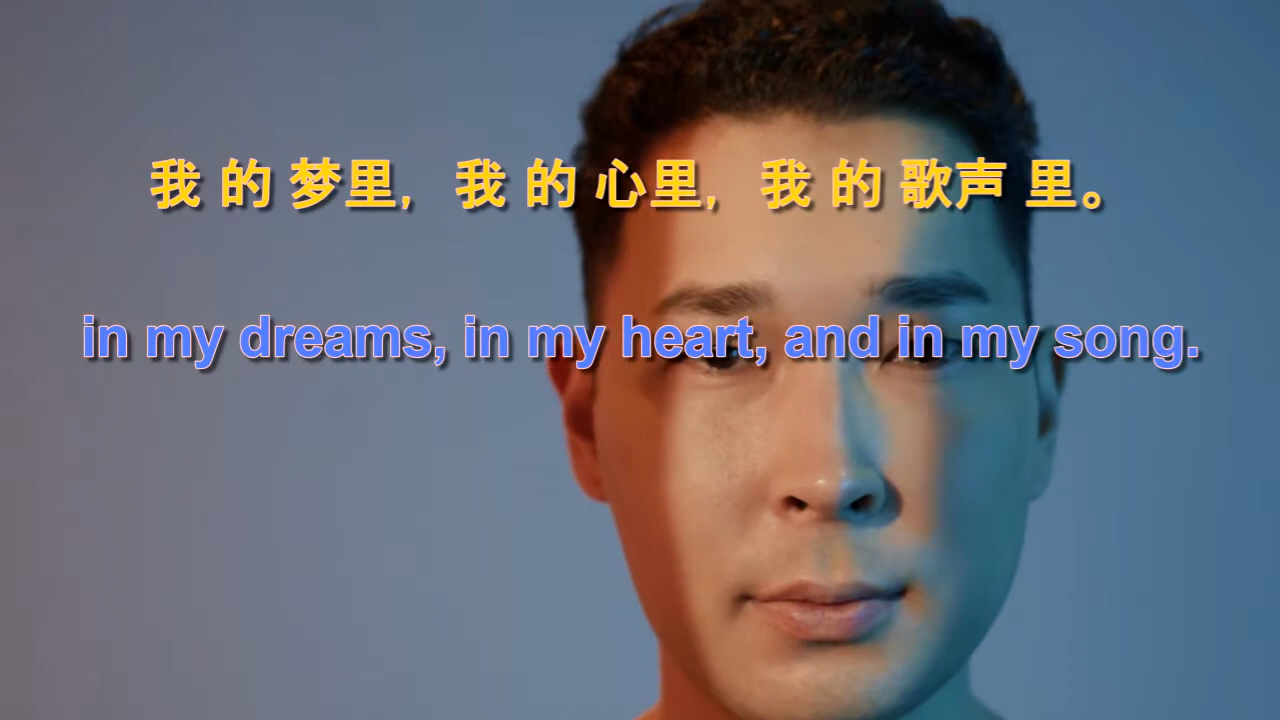 我 的 梦里, 我 的 心里, 我 的 歌声 里。
in my dreams, in my heart, and in my song.